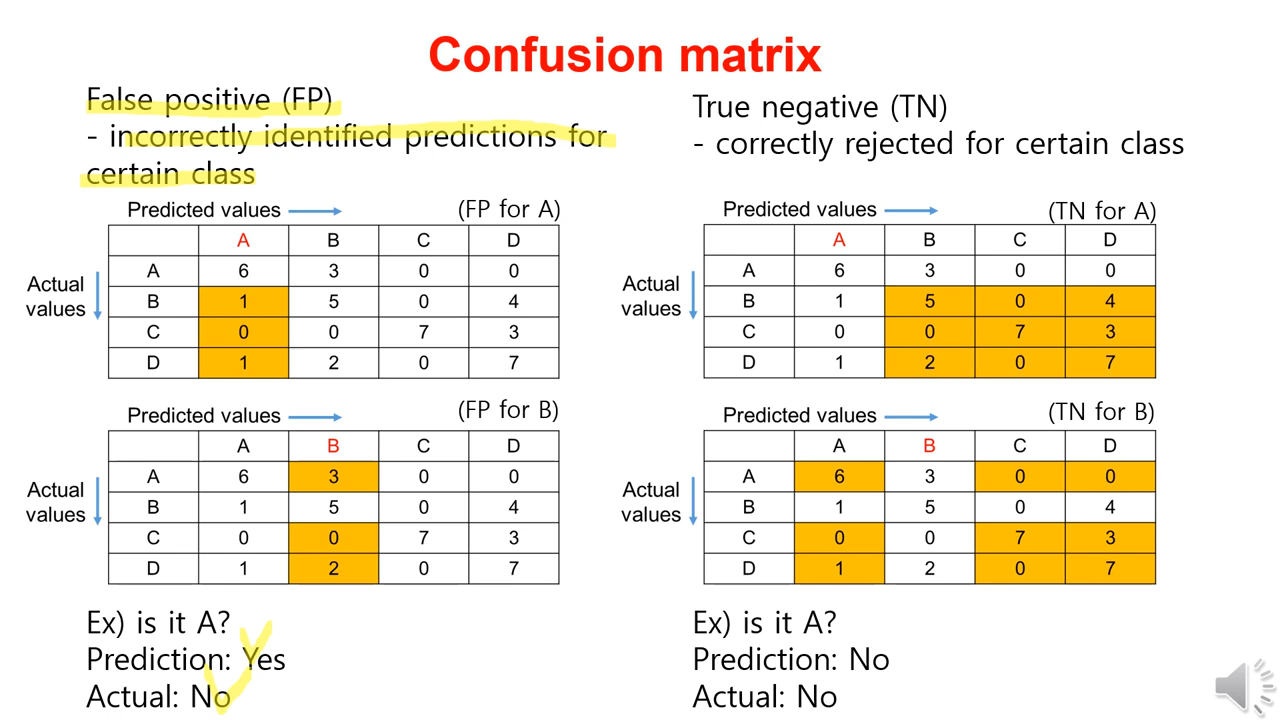 Confusion matrix
False positive (FP)
- incorrectly identified predictions for
certain class
Predicted values
(FP for A)
A B C D
Actual
values
A 6 3 0 0
B 1 5 0 4
C 0 0 7 3
D 1 2 0 7
Predicted values
(FP for B)
A B C D
Actual
values
A 6 3 0 0
B 1 5 0 4
C 0 0 7 3
D 1 2 0 7
Ex) is it A?
Prediction: Yes
Actual: No
True negative (TN)
- correctly rejected for certain class
Predicted values
(TN for A)
A B C D
Actual
values
A 6 3 0 0
B 1 5 0 4
C 0 0 7 3
D 1 2 0 7
Predicted values
(TN for B)
A B C D
Actual
values
A 6 3 0 0
B 1 5 0 4
C 0 0 7 3
D 1 2 0 7
Ex) is it A?
Prediction: No
Actual: No